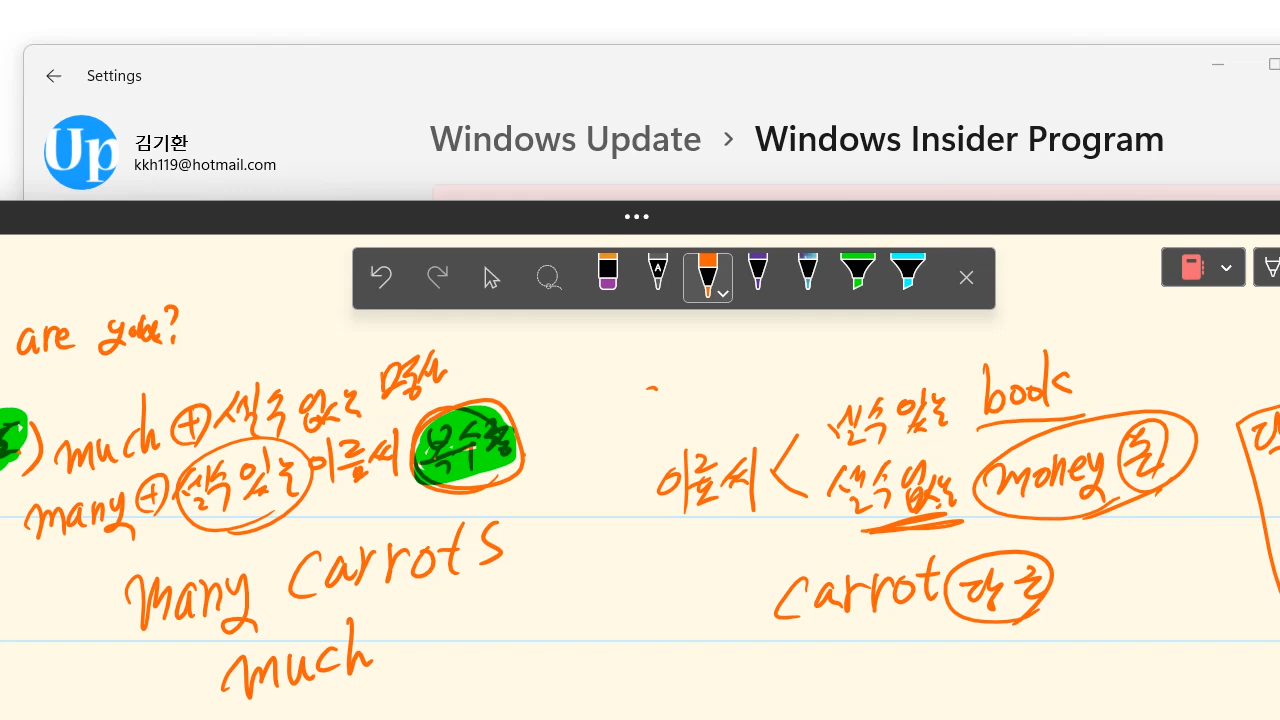 Settings
김기환
kkh119@hotmail.com
Windows Update > Windows Insider Program
are you?
) much + 셀수 없는 명사
many + 셀수 있는 이름씨 복수형
many carrots
much
이름씨 < 셀수 있는 book
셀수 없는 money 돈
carrot 당근